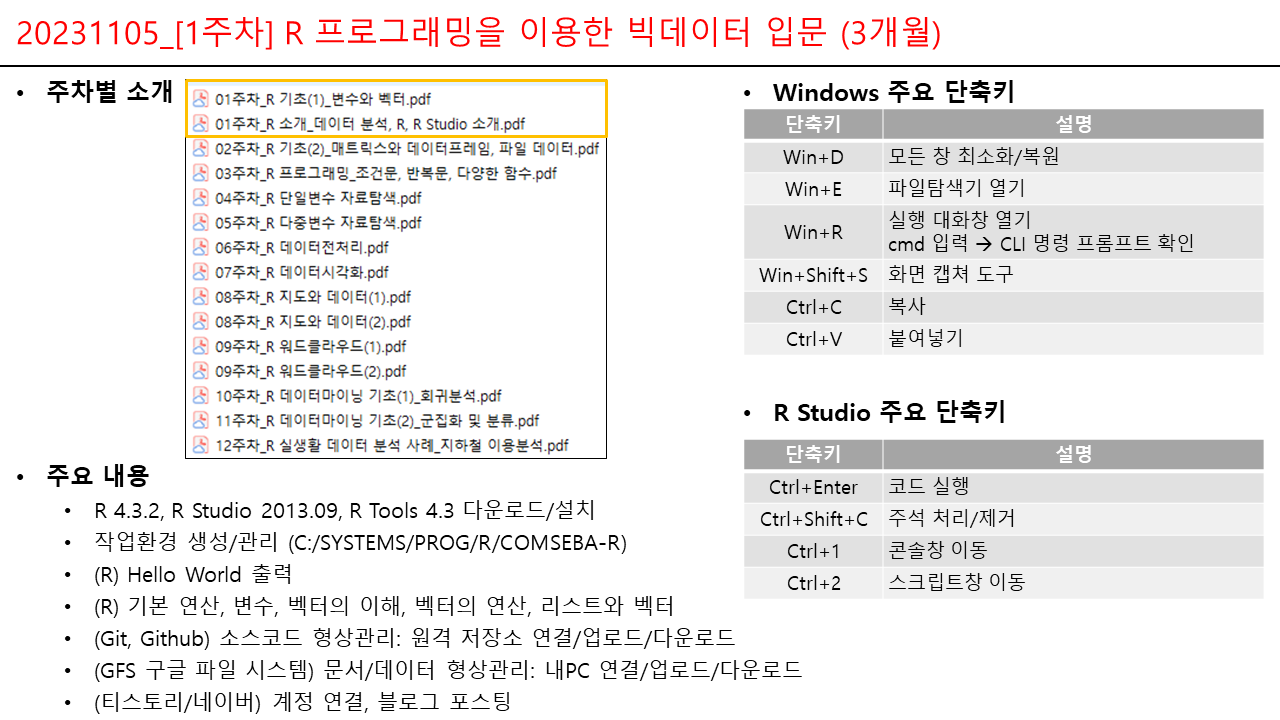 20231105_[1주차] R 프로그래밍을 이용한 빅데이터 입문 (3개월)
• 주차별 소개
01주차_R 기초(1)_변수와 벡터.pdf
01주차_R 소개_데이터 분석, R, R Studio 소개.pdf
02주차_R 기초(2)_매트릭스와 데이터프레임, 파일 데이터.pdf
03주차_R 프로그래밍_조건문, 반복문, 다양한 함수.pdf
04주차_R 단일변수 자료탐색.pdf
05주차_R 다중변수 자료탐색.pdf
06주차_R 데이터전처리.pdf
07주차_R 데이터시각화.pdf
08주차_R 지도와 데이터(1).pdf
08주차_R 지도와 데이터(2).pdf
09주차_R 워드클라우드(1).pdf
09주차_R 워드클라우드(2).pdf
10주차_R 데이터마이닝 기초(1)_회귀분석.pdf
11주차_R 데이터마이닝 기초(2)_군집화 및 분류.pdf
12주차_R 실생활 데이터 분석 사례_지하철 이용분석.pdf
• 주요 내용
• R 4.3.2, R Studio 2013.09, R Tools 4.3 다운로드/설치
• 작업환경 생성/관리 (C:/SYSTEMS/PROG/R/COMSEBA-R)
• (R) Hello World 출력
• (R) 기본 연산, 변수, 벡터의 이해, 벡터의 연산, 리스트와 벡터
• (Git, Github) 소스코드 형상관리: 원격 저장소 연결/업로드/다운로드
• (GFS 구글 파일 시스템) 문서/데이터 형상관리: 내PC 연결/업로드/다운로드
• (티스토리/네이버) 계정 연결, 블로그 포스팅
• Windows 주요 단축키
단축키 설명
Win+D 모든 창 최소화/복원
Win+E 파일탐색기 열기
Win+R 실행 대화창 열기
cmd 입력 → CLI 명령 프롬프트 확인
Win+Shift+S 화면 캡쳐 도구
Ctrl+C 복사
Ctrl+V 붙여넣기
• R Studio 주요 단축키
단축키 설명
Ctrl+Enter 코드 실행
Ctrl+Shift+C 주석 처리/제거
Ctrl+1 콘솔창 이동
Ctrl+2 스크립트창 이동